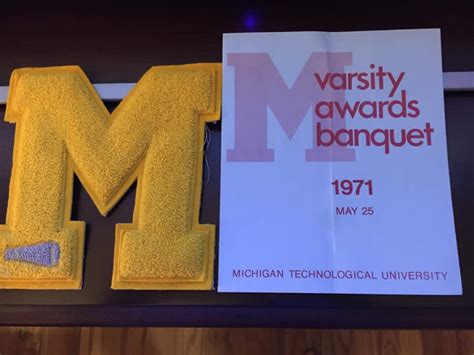 M
M varsity
awards
banquet
1971
MAY 25
MICHIGAN TECHNOLOGICAL UNIVERSITY